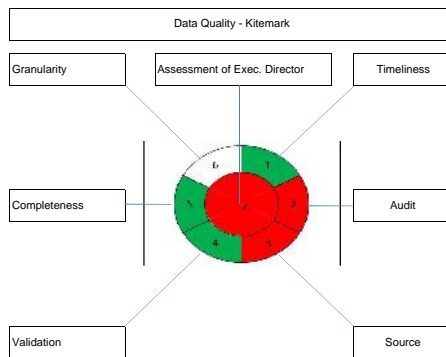 Data Quality - Kitemark
Granularity
Assessment of Exec. Director
Timeliness
6
1
Completeness
5
2
Audit
4
3
Validation
Source